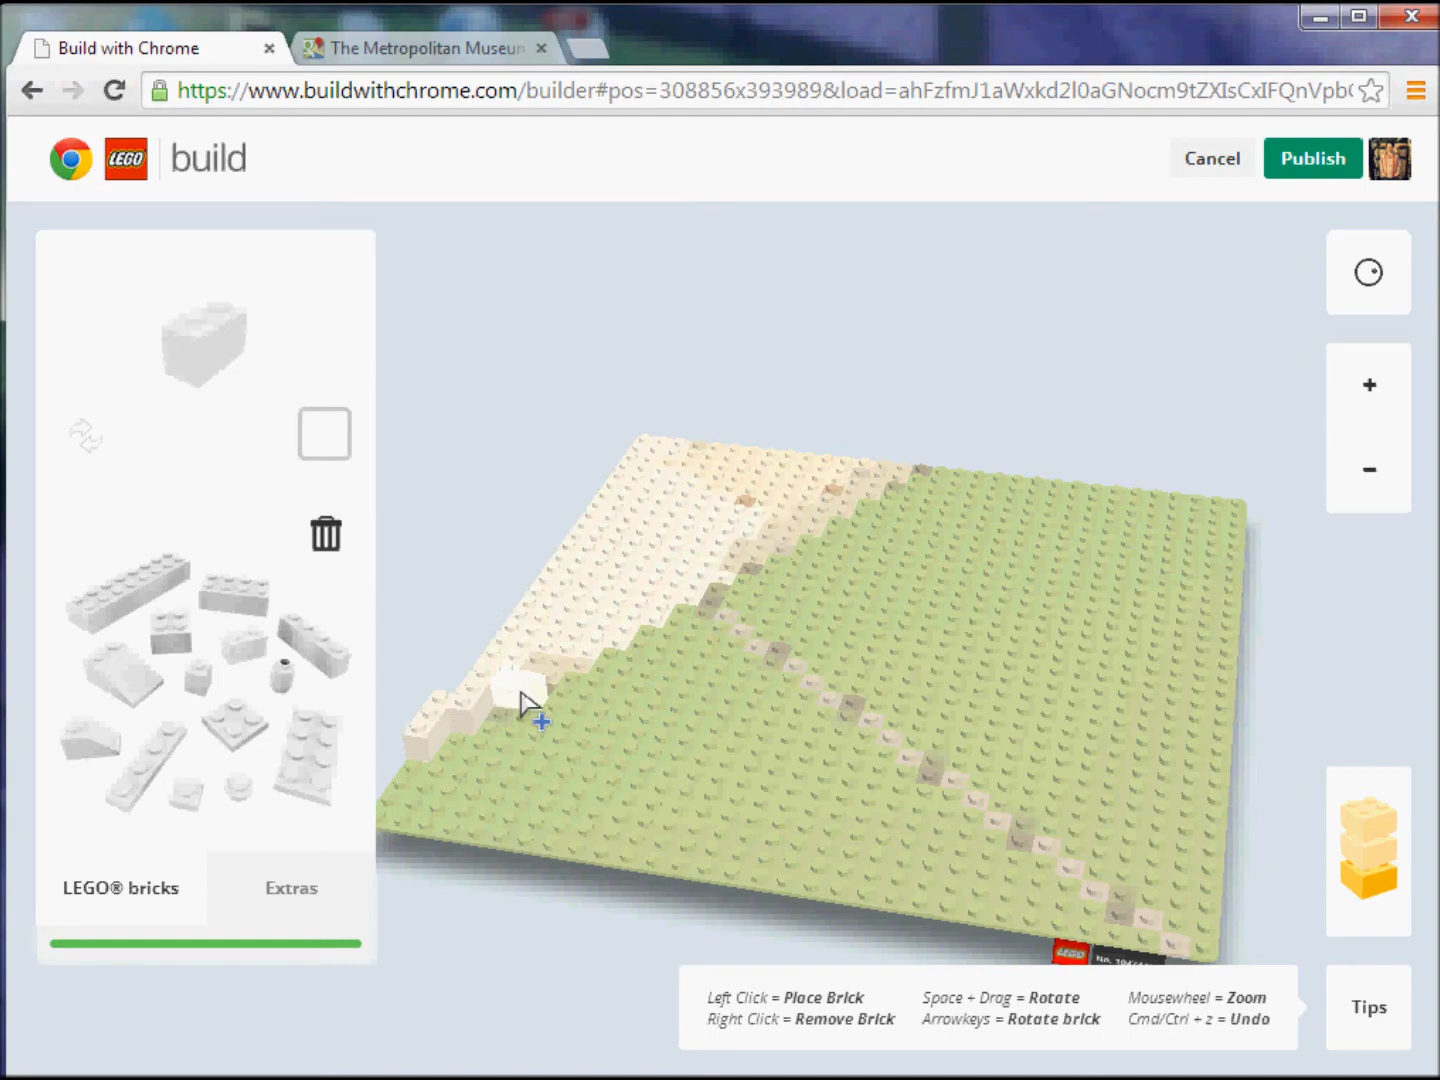 Build with Chrome
The Metropolitan Museum
https://www.buildwithchrome.com/builder#pos=308856x393989&load=ahFzfmJ1aWxkd2l0aGNocm9tZXIsCxIFQnVpb
LEGO build
Cancel
Publish
LEGO® bricks
Extras
LEGO
Left Click = Place Brick
Space + Drag = Rotate
Mousewheel = Zoom
Right Click = Remove Brick
Arrowkeys = Rotate brick
Cmd/Ctrl + z = Undo
Tips